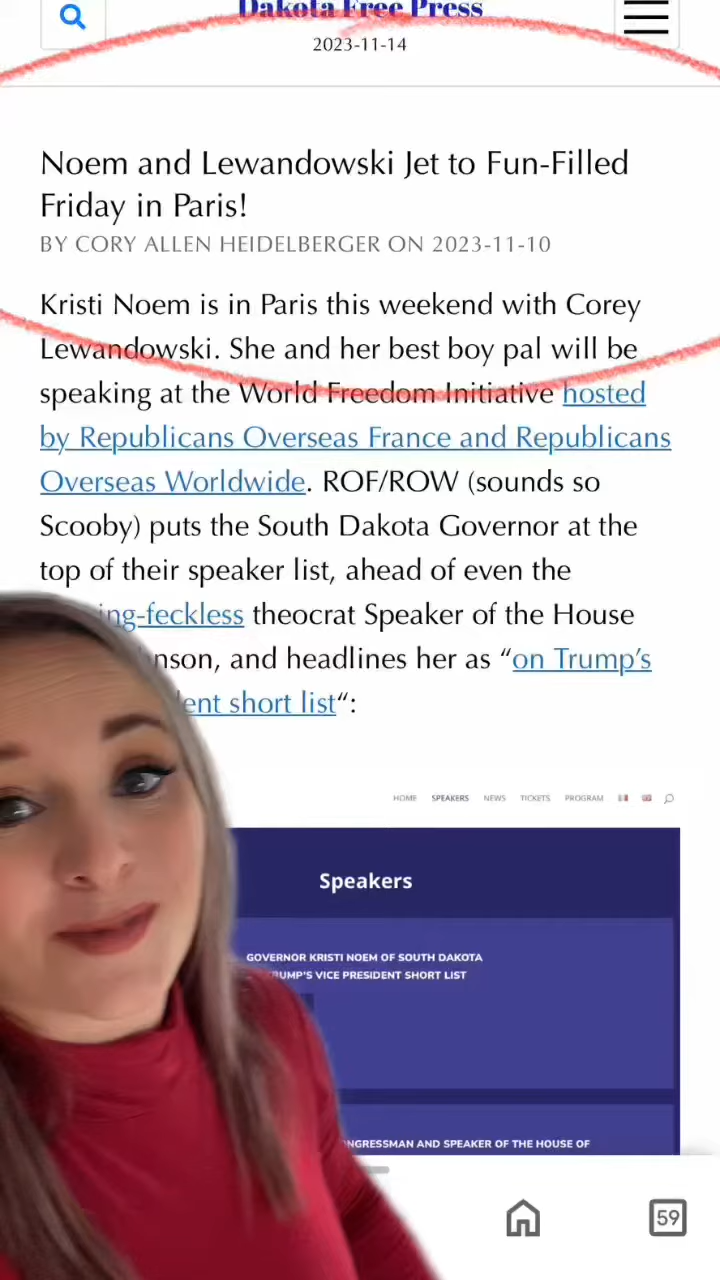 Dakota Free Press
2023-11-14
Noem and Lewandowski Jet to Fun-Filled
Friday in Paris!
BY CORY ALLEN HEIDELBERGER ON 2023-11-10
Kristi Noem is in Paris this weekend with Corey
Lewandowski. She and her best boy pal will be
speaking at the World Freedom Initiative hosted
by Republicans Overseas France and Republicans
Overseas Worldwide. ROF/ROW (sounds so
Scooby) puts the South Dakota Governor at the
top of their speaker list, ahead of even the
ing-feckless theocrat Speaker of the House
nson, and headlines her as “on Trump’s
ent short list“:
HOME SPEAKERS NEWS TICKETS PROGRAM
Speakers
GOVERNOR KRISTI NOEM OF SOUTH DAKOTA
RUMP'S VICE PRESIDENT SHORT LIST
NGRESSMAN AND SPEAKER OF THE HOUSE OF
59